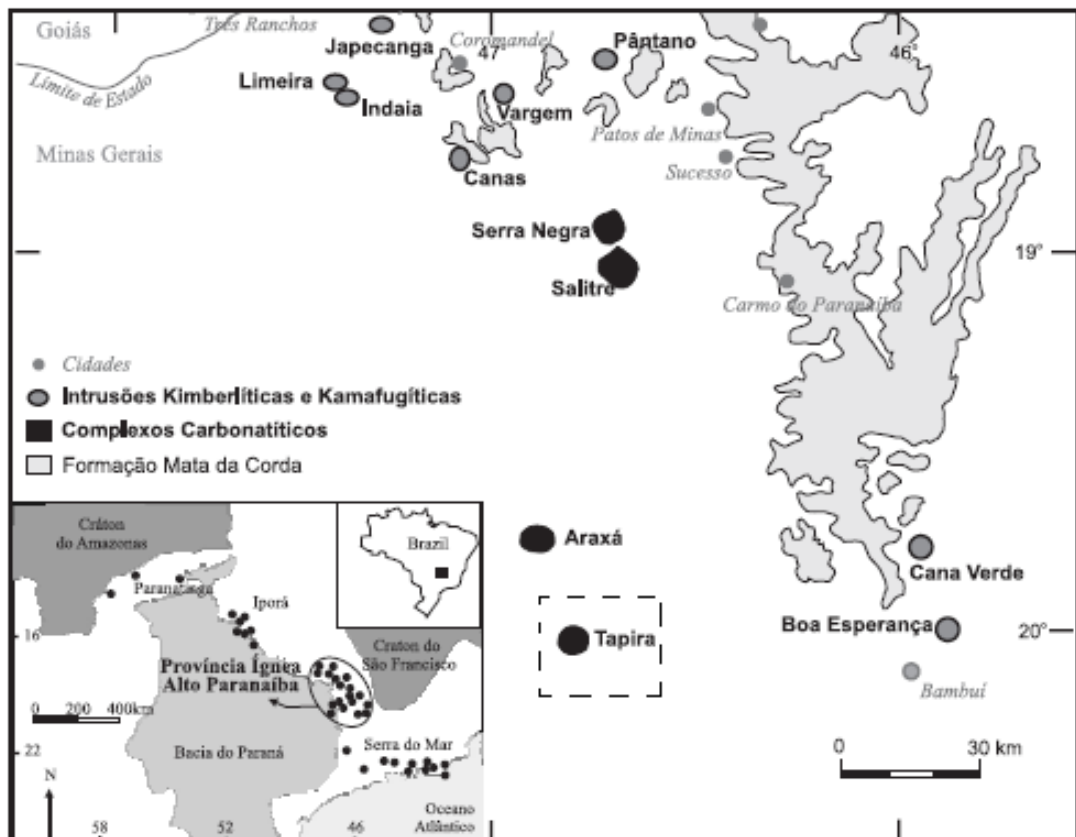 Goiás
Três Ranchos
Japecanga
Coromandel
47°
Pântano
46°
Limite de Estado
Limeira
Indaia
Vargem
Patos de Minas
Minas Gerais
Canas
Sucesso
Serra Negra
19°
Salitre
Carmo do Paranaíba
Cidades
Intrusões Kimberlíticas e Kamafugíticas
Complexos Carbonatíticos
Formação Mata da Corda
Araxá
Cana Verde
Boa Esperança
20°
Tapira
Bambuí
0 30 km
Cráton
do Amazonas
Brazil
Paranatinga
Iporá
16
Craton do
São Francisco
Província Ígnea
Alto Paranaíba
0 200 400km
22
Bacia do Paraná
Serra do Mar
N
Oceano
Atlântico
58
52
46